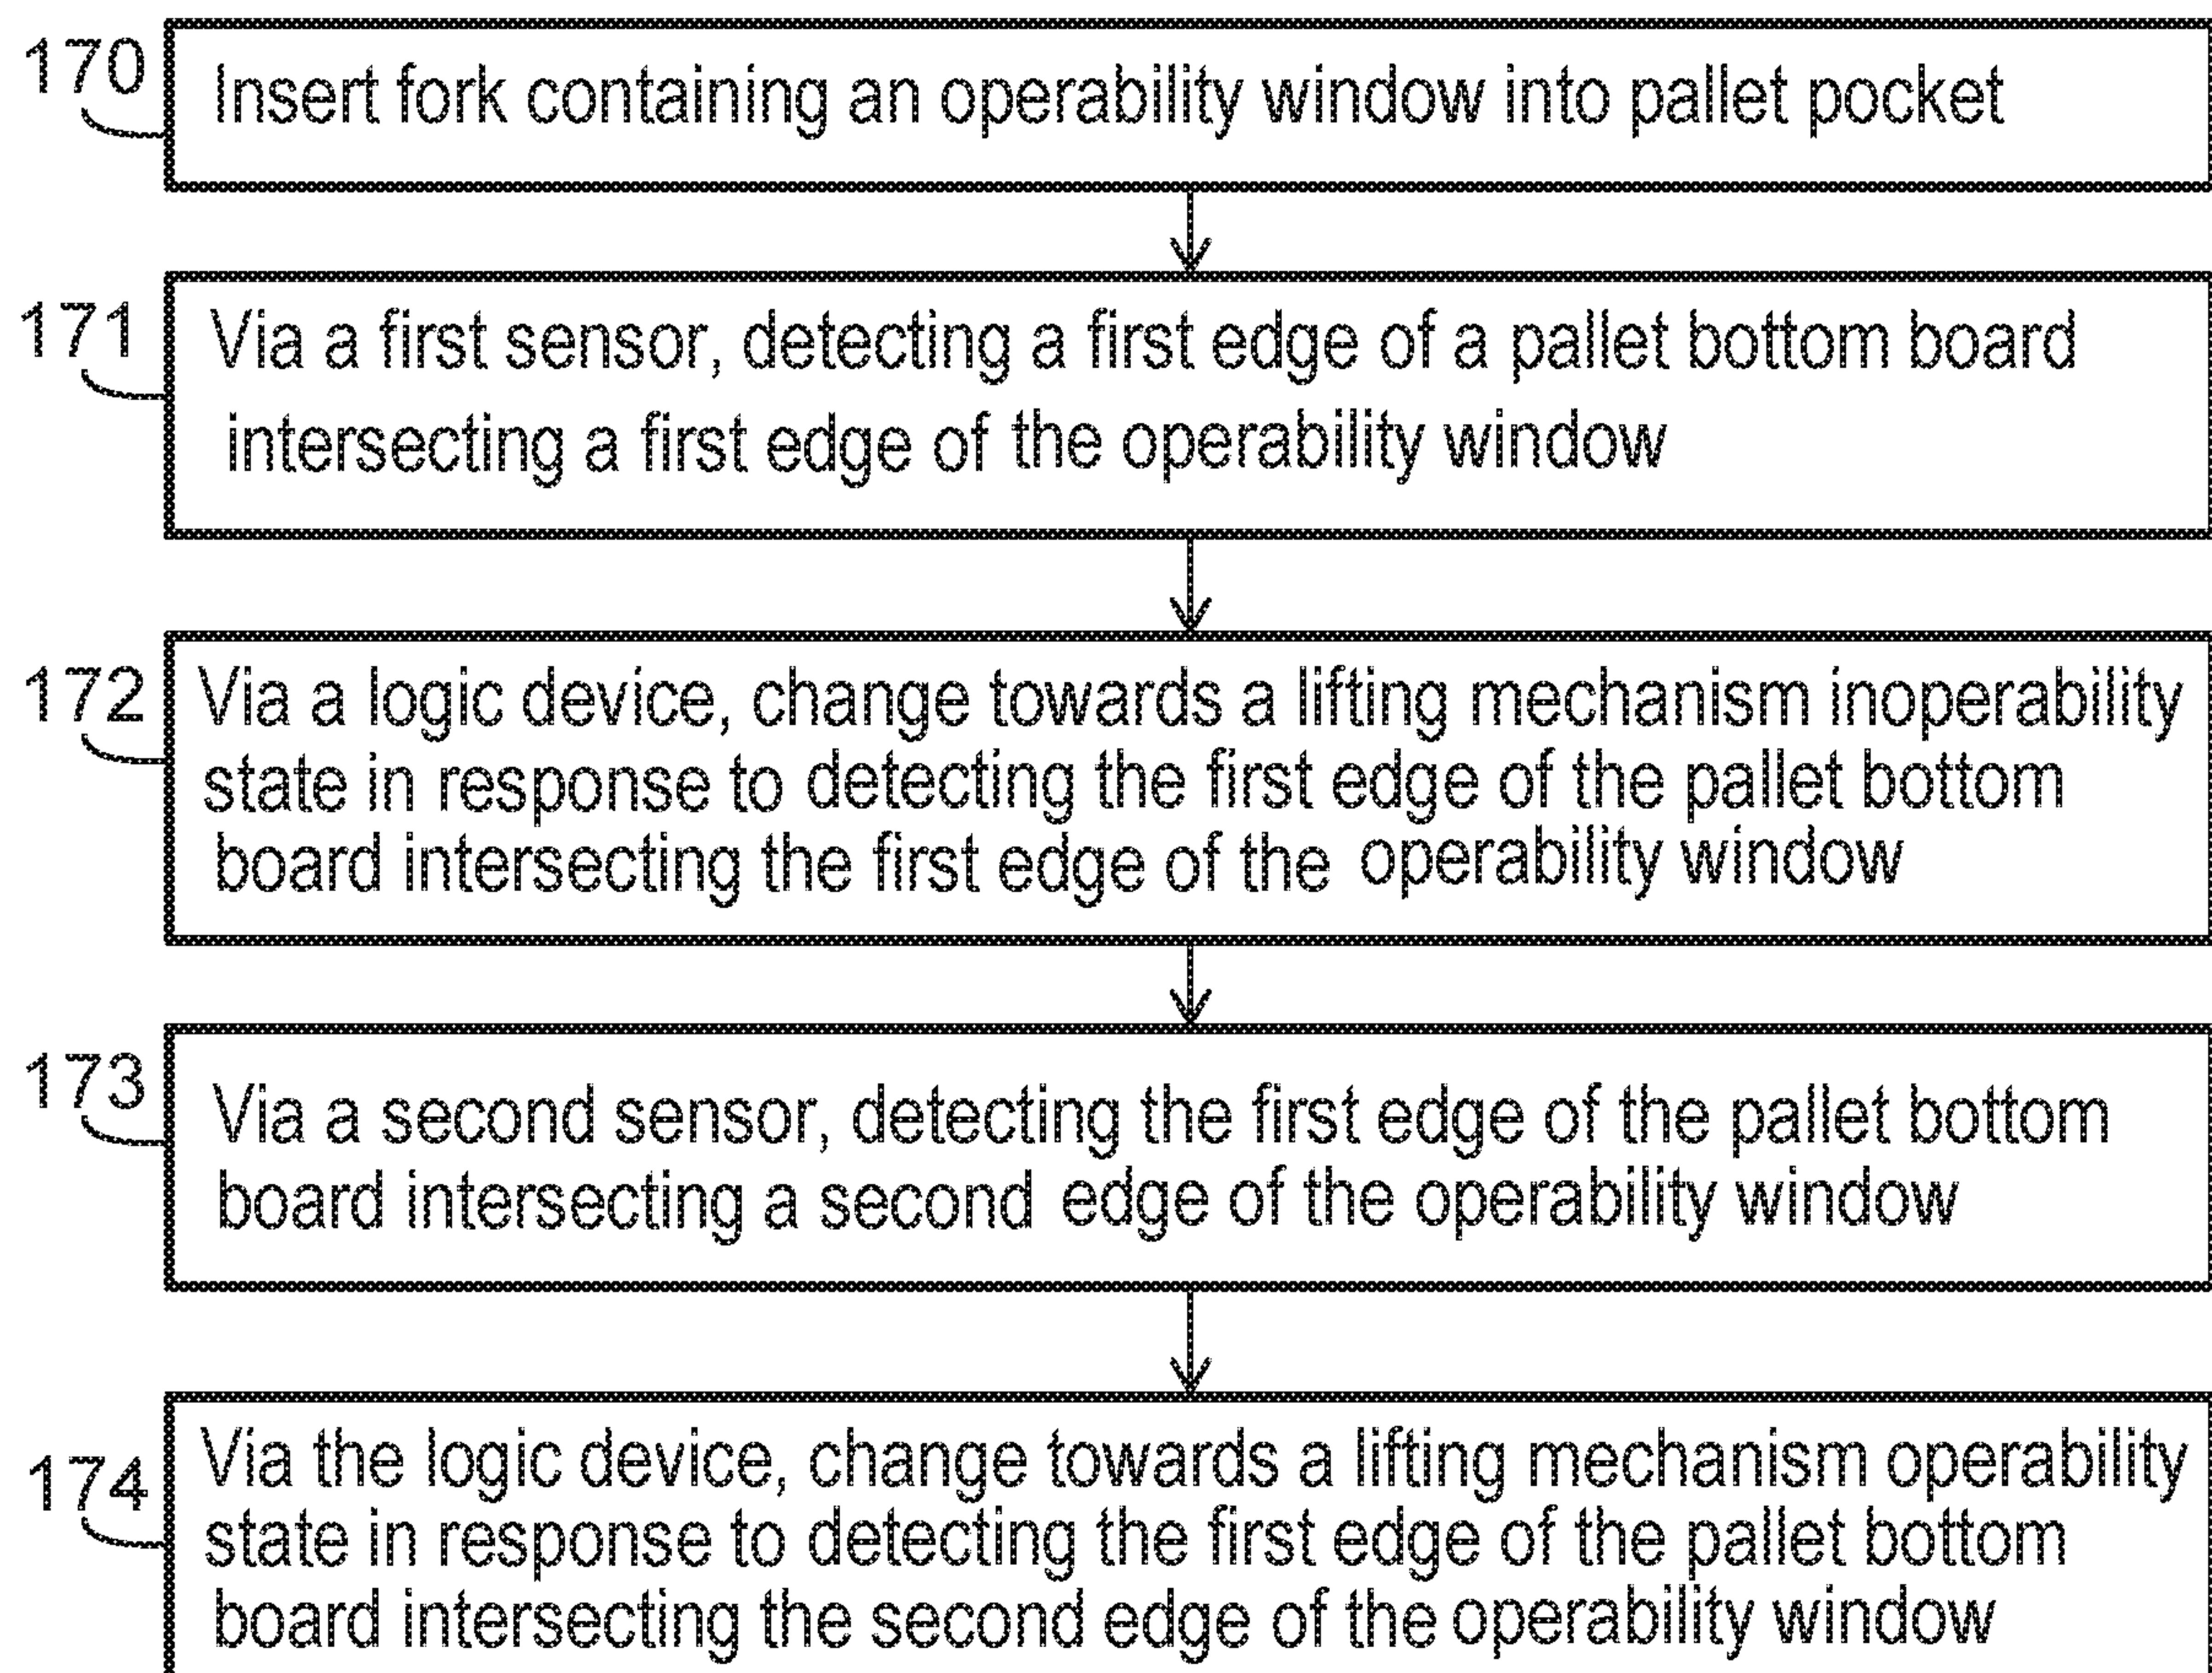 170
Insert fork containing an operability window into pallet pocket
171
Via a first sensor, detecting a first edge of a pallet bottom board
intersecting a first edge of the operability window
172
Via a logic device, change towards a lifting mechanism inoperability
state in response to detecting the first edge of the pallet bottom
board intersecting the first edge of the operability window
173
Via a second sensor, detecting the first edge of the pallet bottom
board intersecting a second edge of the operability window
174
Via the logic device, change towards a lifting mechanism operability
state in response to detecting the first edge of the pallet bottom
board intersecting the second edge of the operability window